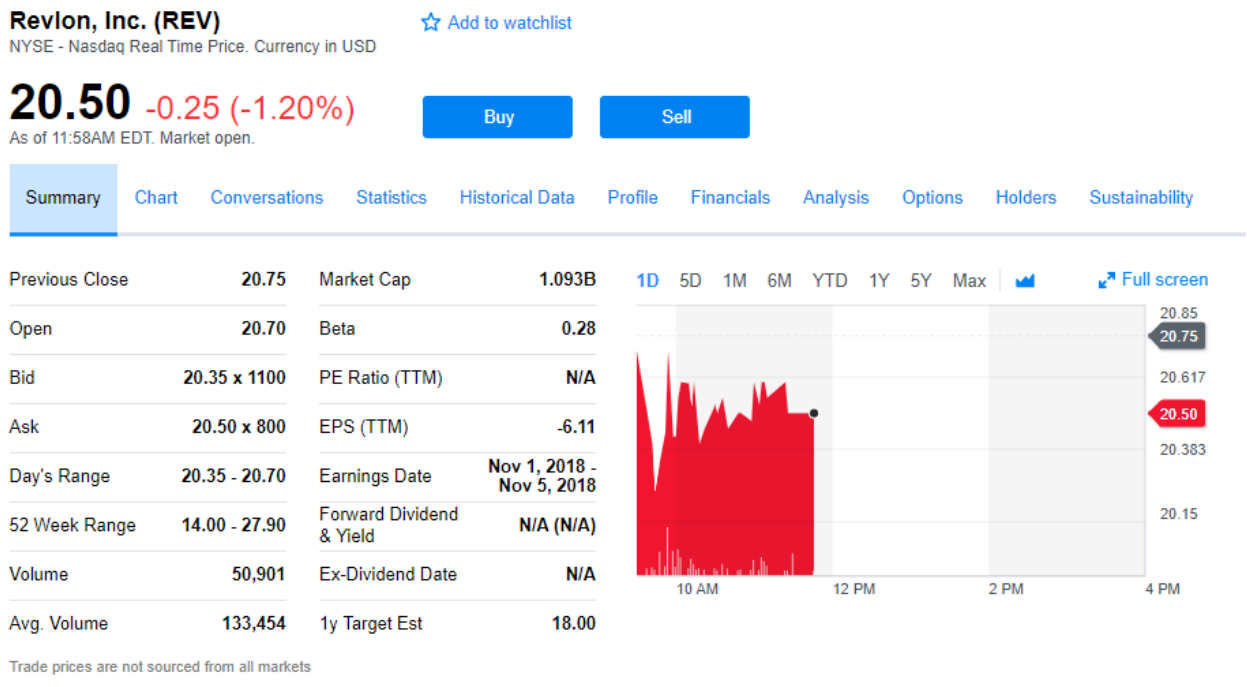 Revlon, Inc. (REV)
Add to watchlist
NYSE - Nasdaq Real Time Price. Currency in USD
20.50 -0.25 (-1.20%)
Buy
Sell
As of 11:58AM EDT. Market open.
Summary Chart Conversations Statistics Historical Data Profile Financials Analysis Options Holders Sustainability
Previous Close 20.75
Open 20.70
Bid 20.35 x 1100
Ask 20.50 x 800
Day's Range 20.35 - 20.70
52 Week Range 14.00 - 27.90
Volume 50,901
Avg. Volume 133,454
Market Cap 1.093B
Beta 0.28
PE Ratio (TTM) N/A
EPS (TTM) -6.11
Earnings Date Nov 1, 2018 -
Nov 5, 2018
Forward Dividend
& Yield N/A (N/A)
Ex-Dividend Date N/A
1y Target Est 18.00
1D 5D 1M 6M YTD 1Y 5Y Max Full screen
20.85
20.75
20.617
20.50
20.383
20.15
10 AM 12 PM 2 PM 4 PM
Trade prices are not sourced from all markets